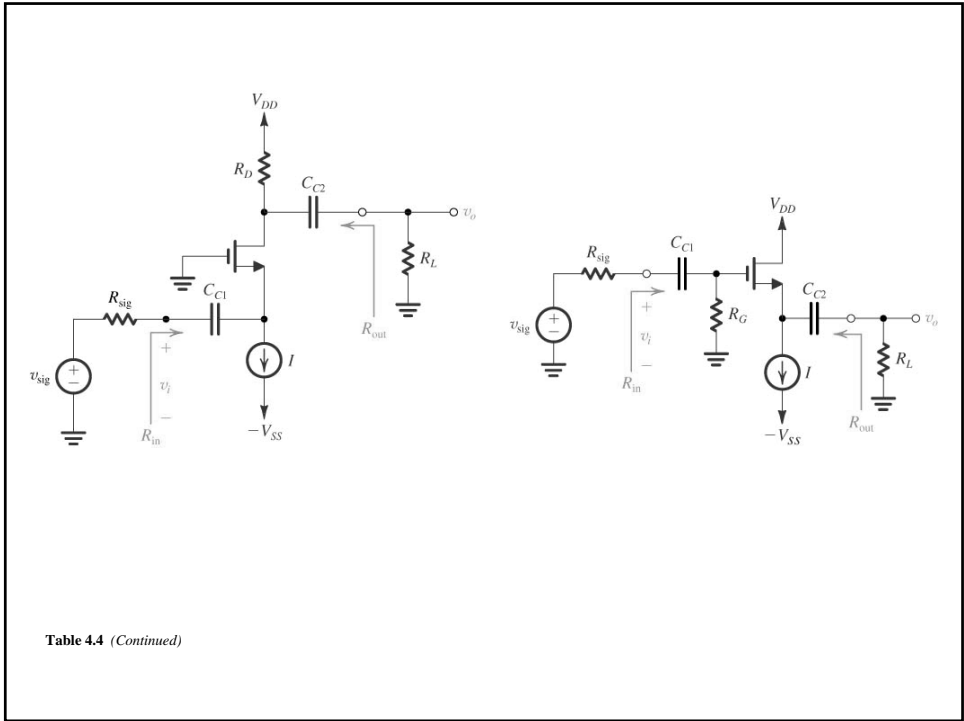 V_DD
R_D
C_C2
v_o
R_L
R_sig
C_C1
R_out
v_sig
+
−
+
v_i
−
I
R_in
−V_SS
V_DD
R_sig
C_C1
C_C2
v_sig
+
−
+
v_i
−
R_G
v_o
I
R_L
R_in
R_out
−V_SS
Table 4.4 (Continued)